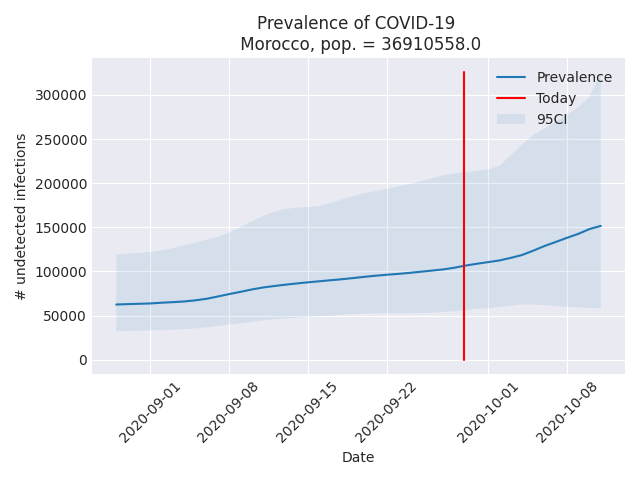 Prevalence of COVID-19
Morocco, pop. = 36910558.0
Prevalence
Today
95CI
# undetected infections
300000
250000
200000
150000
100000
50000
0
2020-09-01
2020-09-08
2020-09-15
2020-09-22
2020-10-01
2020-10-08
Date